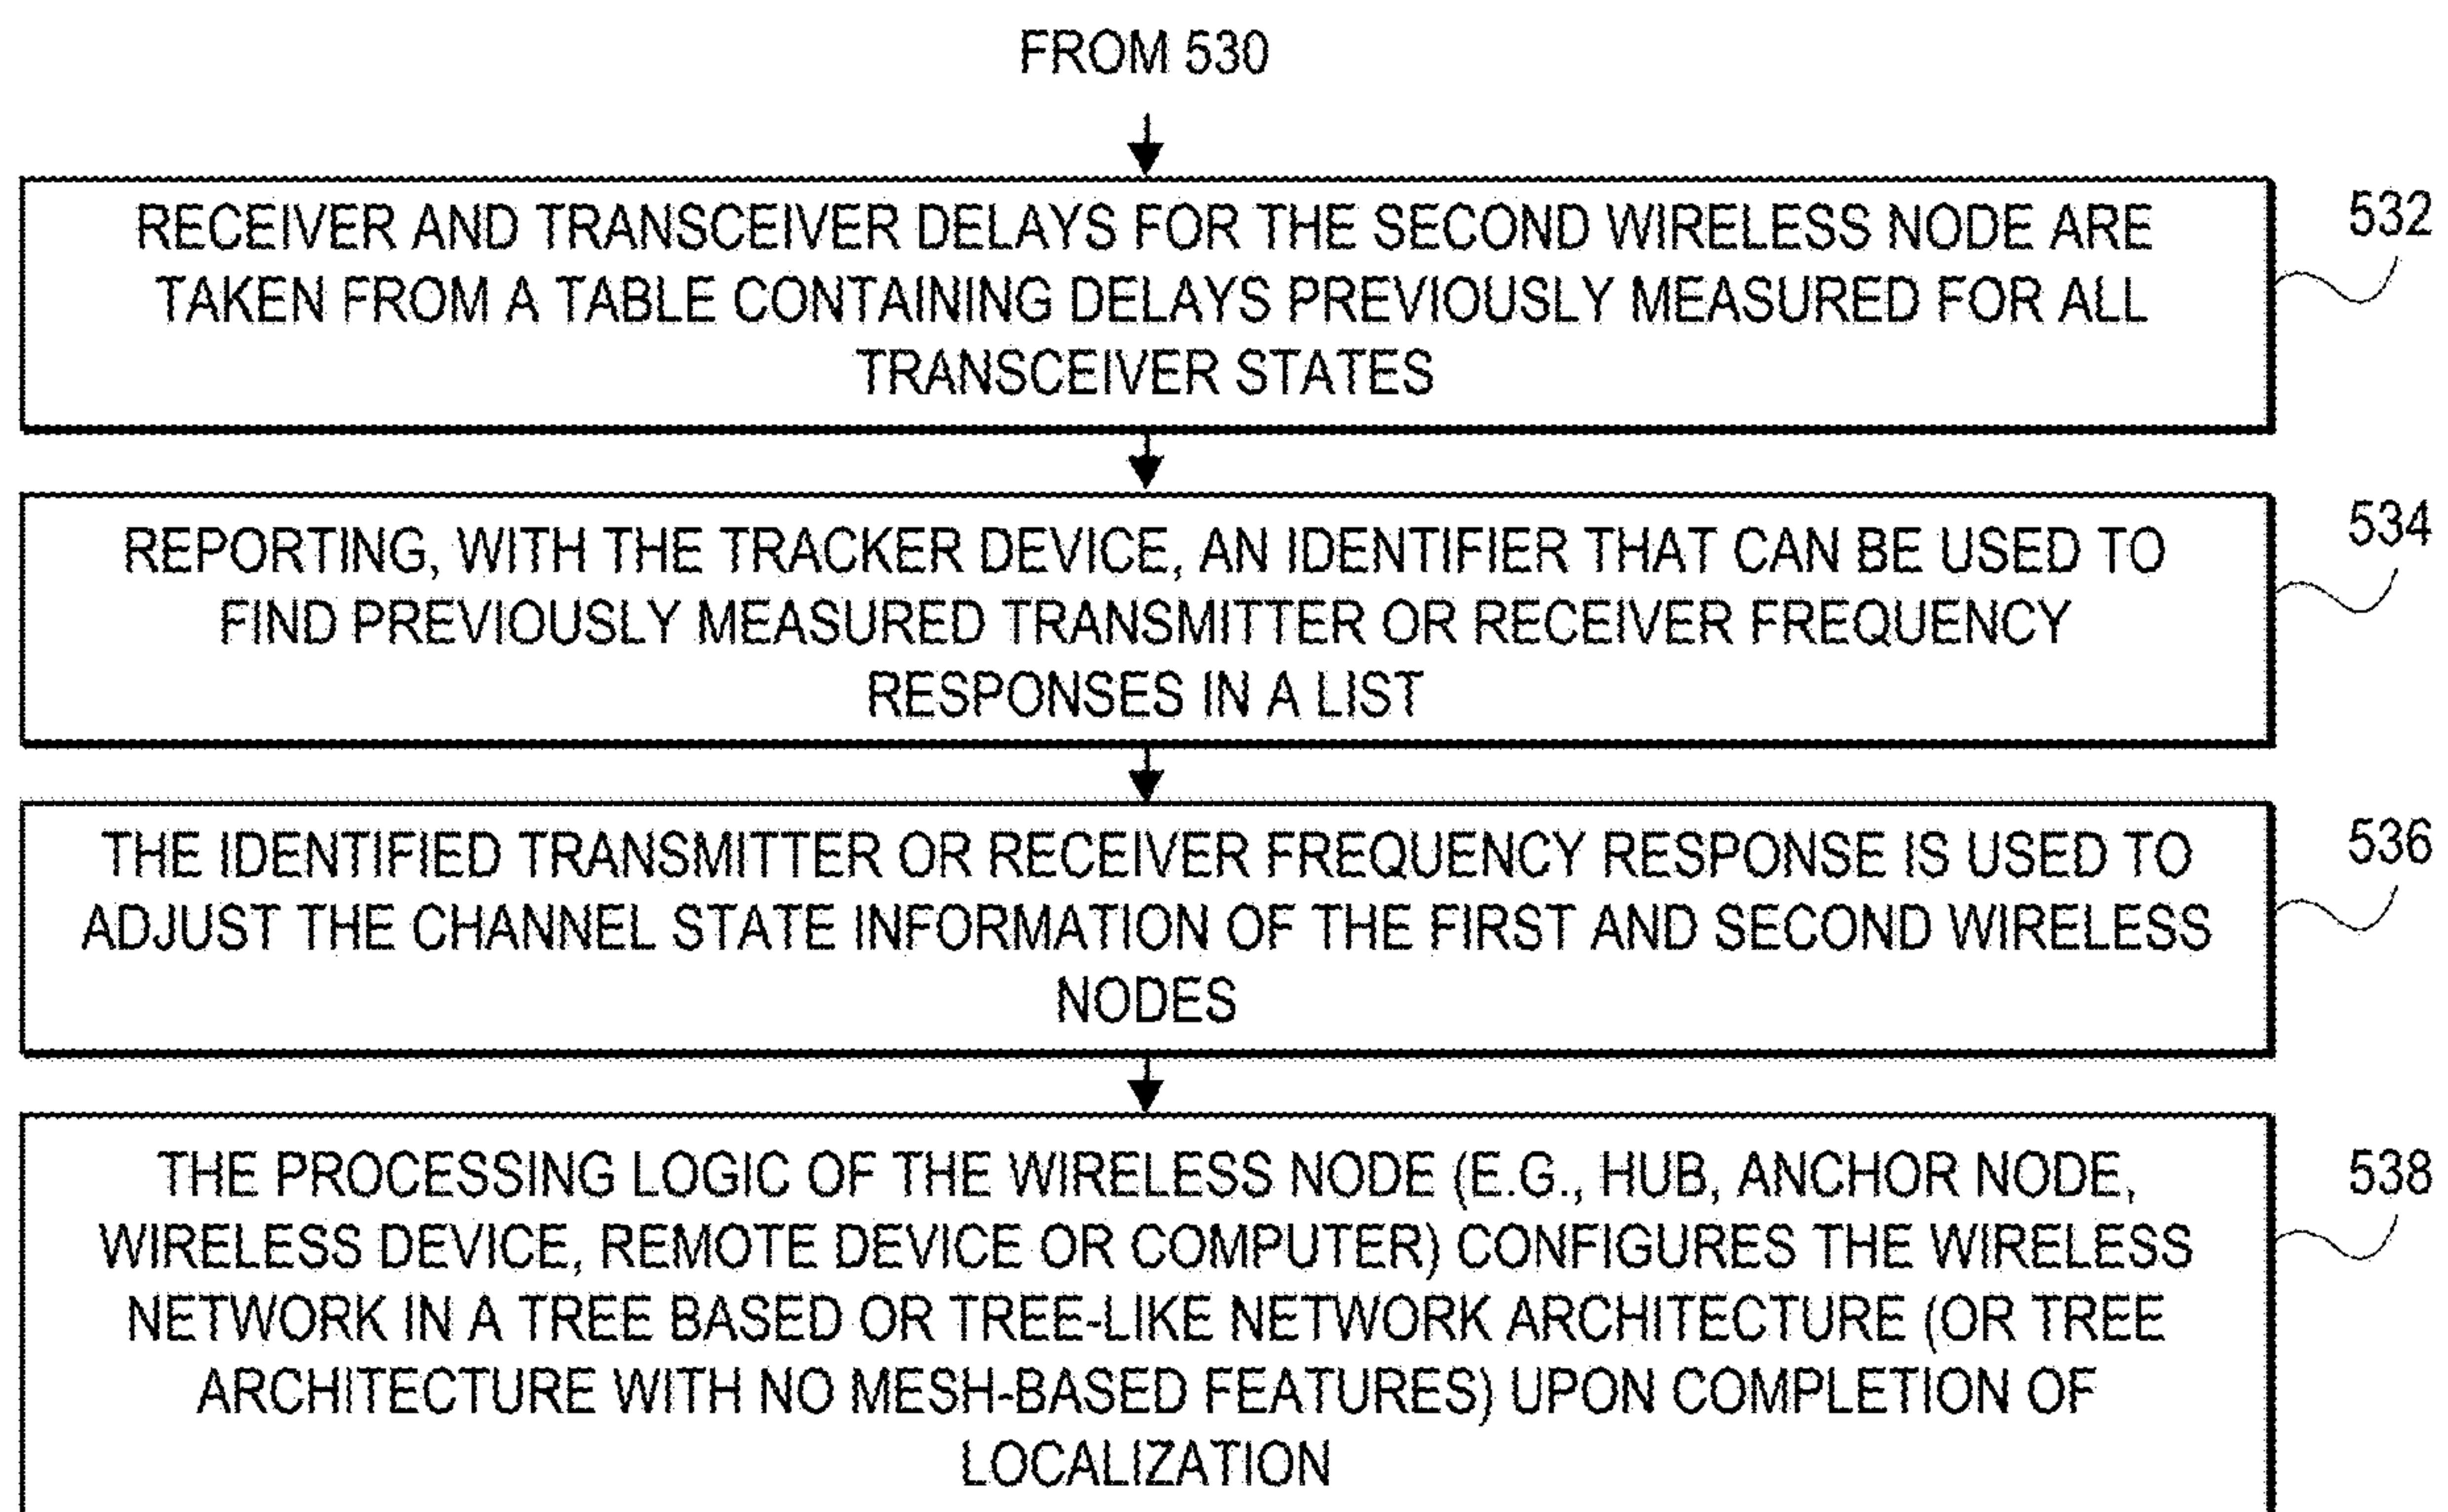 FROM 530
RECEIVER AND TRANSCEIVER DELAYS FOR THE SECOND WIRELESS NODE ARE
TAKEN FROM A TABLE CONTAINING DELAYS PREVIOUSLY MEASURED FOR ALL
TRANSCEIVER STATES
532
REPORTING, WITH THE TRACKER DEVICE, AN IDENTIFIER THAT CAN BE USED TO
FIND PREVIOUSLY MEASURED TRANSMITTER OR RECEIVER FREQUENCY
RESPONSES IN A LIST
534
THE IDENTIFIED TRANSMITTER OR RECEIVER FREQUENCY RESPONSE IS USED TO
ADJUST THE CHANNEL STATE INFORMATION OF THE FIRST AND SECOND WIRELESS
NODES
536
THE PROCESSING LOGIC OF THE WIRELESS NODE (E.G., HUB, ANCHOR NODE,
WIRELESS DEVICE, REMOTE DEVICE OR COMPUTER) CONFIGURES THE WIRELESS
NETWORK IN A TREE BASED OR TREE-LIKE NETWORK ARCHITECTURE (OR TREE
ARCHITECTURE WITH NO MESH-BASED FEATURES) UPON COMPLETION OF
LOCALIZATION
538